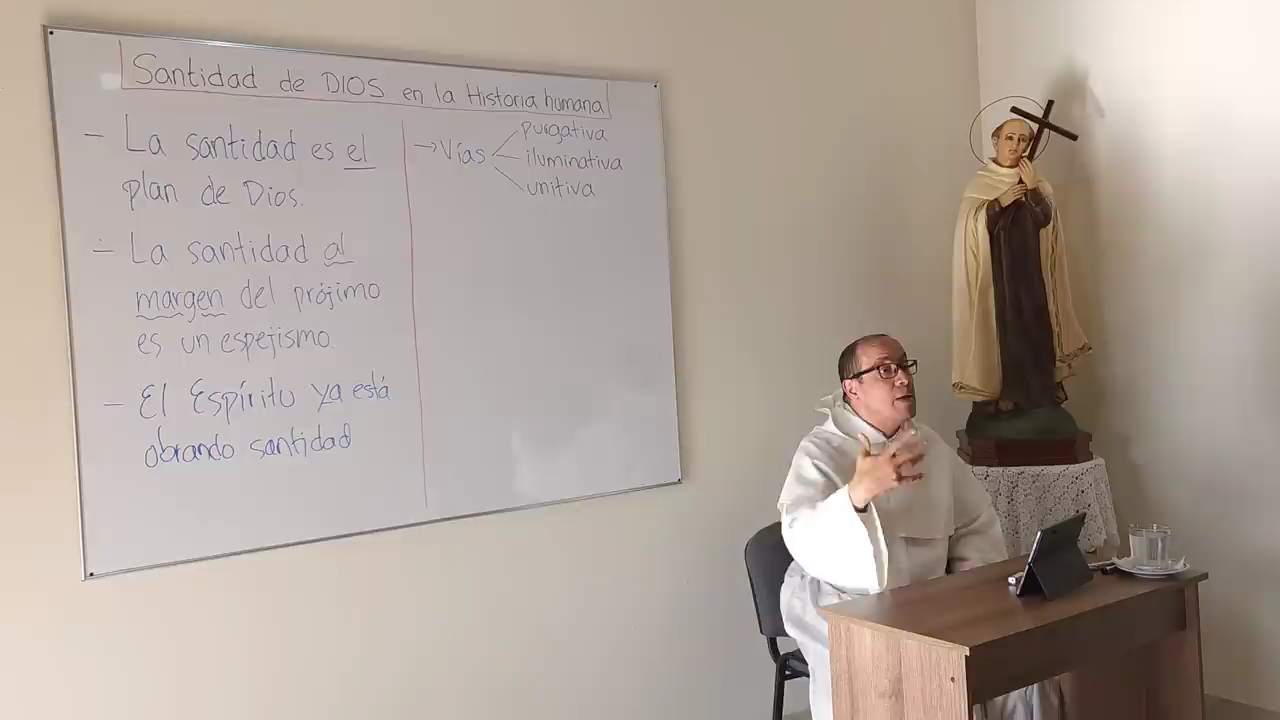 Santidad de DIOS en la Historia humana
- La santidad es el
plan de Dios.
- La santidad al
margen del prójimo
es un espejismo.
- El Espíritu ya está
obrando santidad
→ Vías
purgativa
iluminativa
unitiva